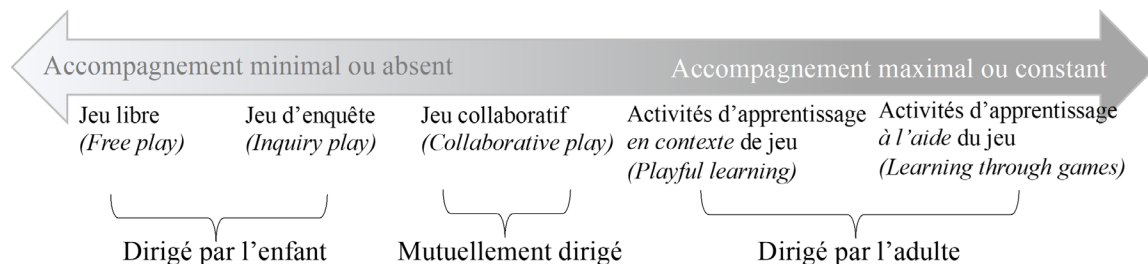 Accompagnement minimal ou absent
Accompagnement maximal ou constant
Jeu libre
(Free play)
Jeu d’enquête
(Inquiry play)
Jeu collaboratif
(Collaborative play)
Activités d’apprentissage
en contexte de jeu
(Playful learning)
Activités d’apprentissage
à l’aide du jeu
(Learning through games)
Dirigé par l’enfant
Mutuellement dirigé
Dirigé par l’adulte